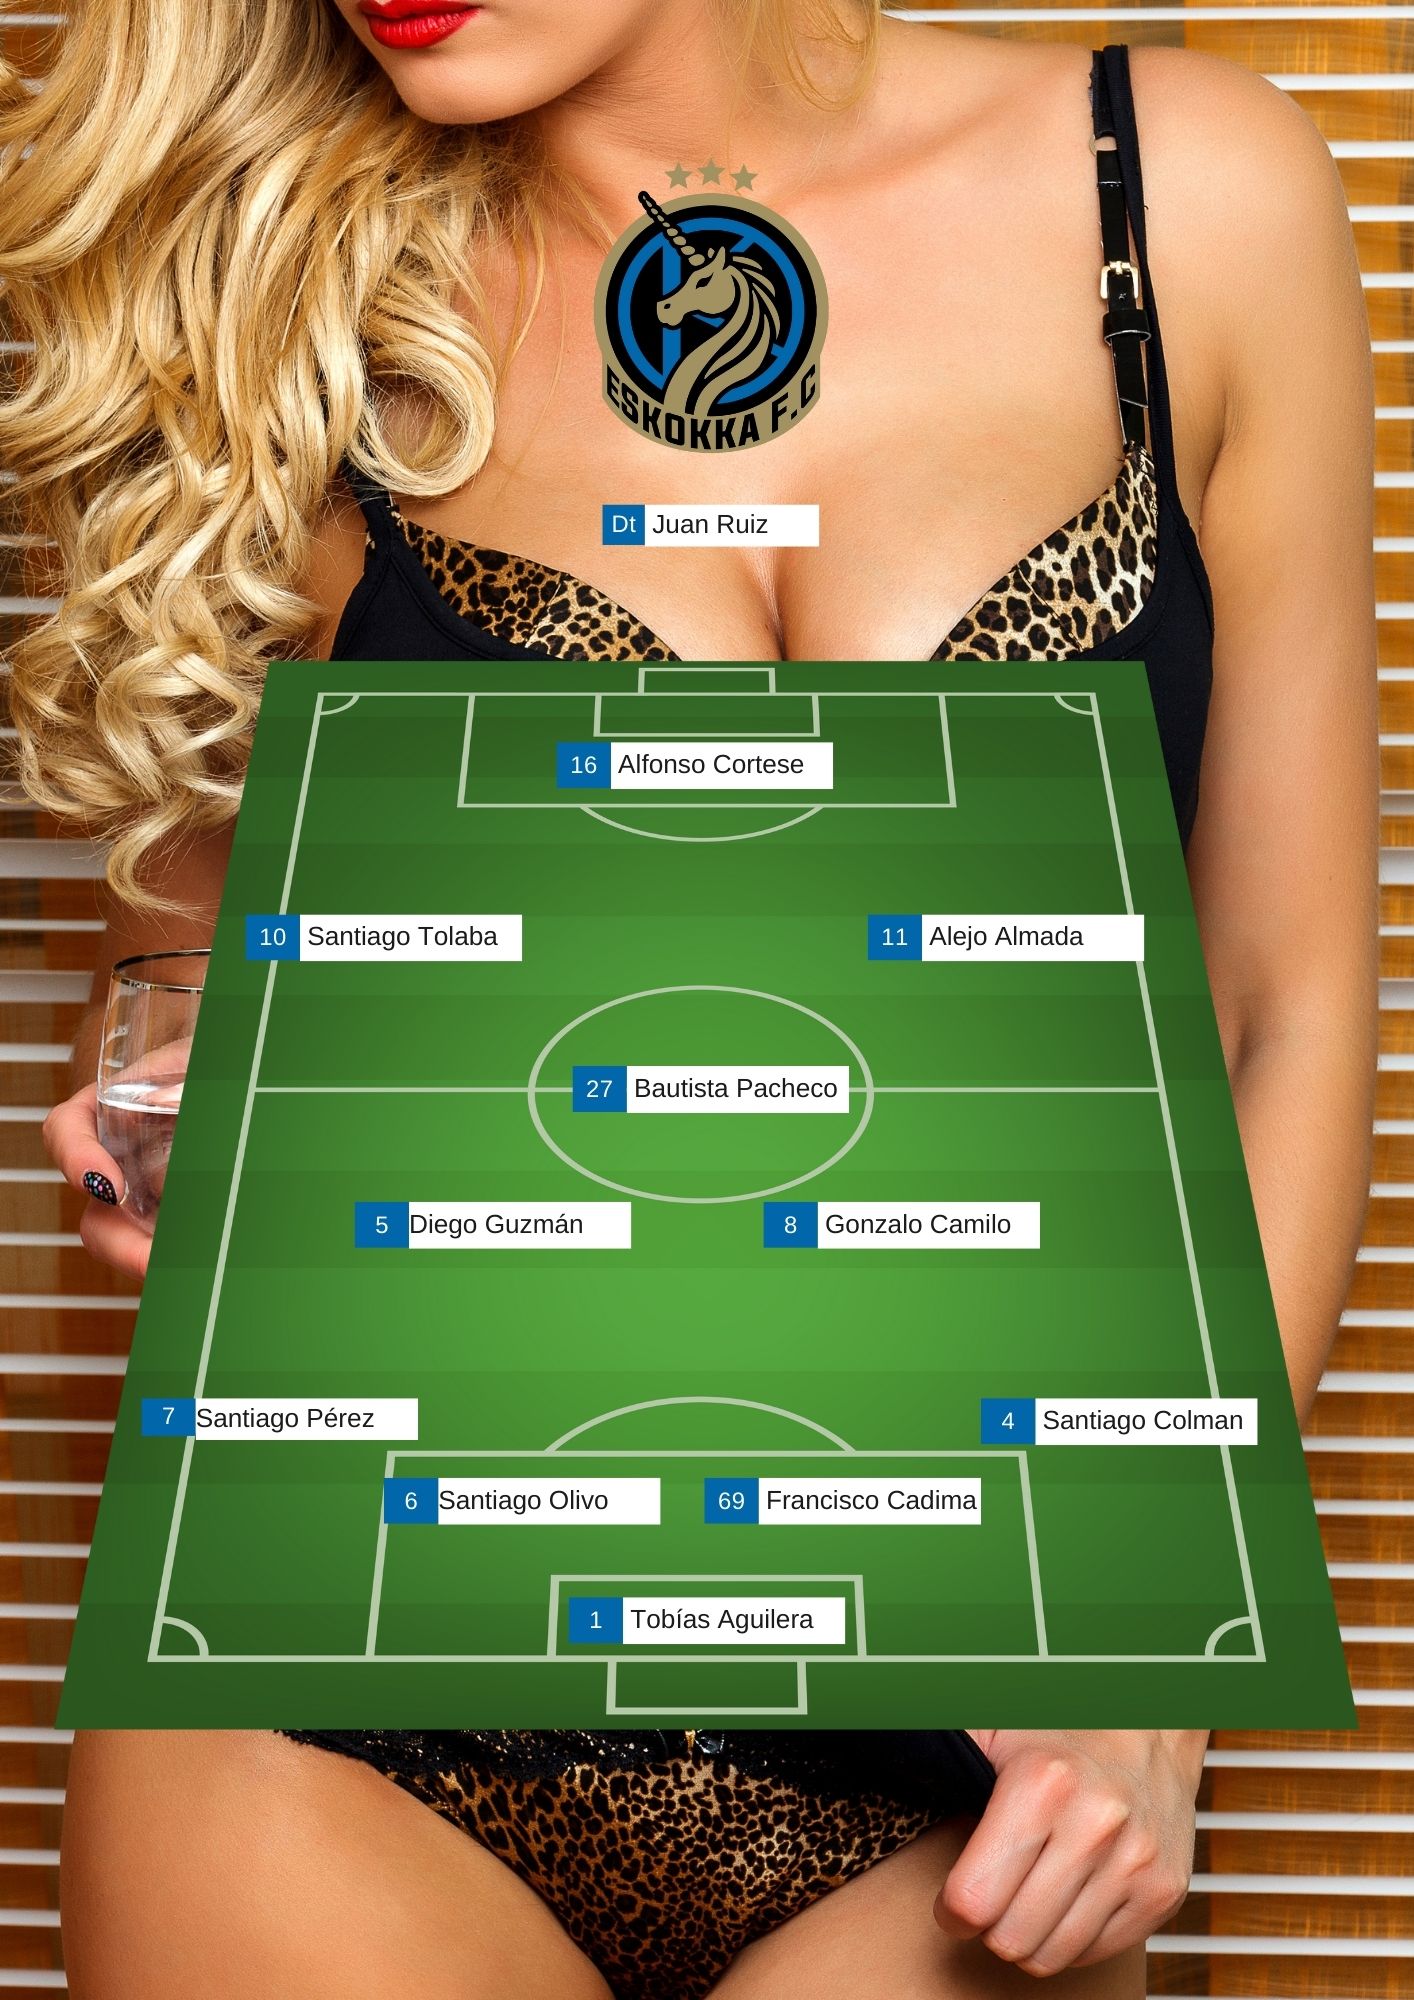 ESKOKKA F.C
Dt Juan Ruiz
16 Alfonso Cortese
10 Santiago Tolaba
11 Alejo Almada
27 Bautista Pacheco
5 Diego Guzmán
8 Gonzalo Camilo
7 Santiago Pérez
4 Santiago Colman
6 Santiago Olivo
69 Francisco Cadima
1 Tobías Aguilera